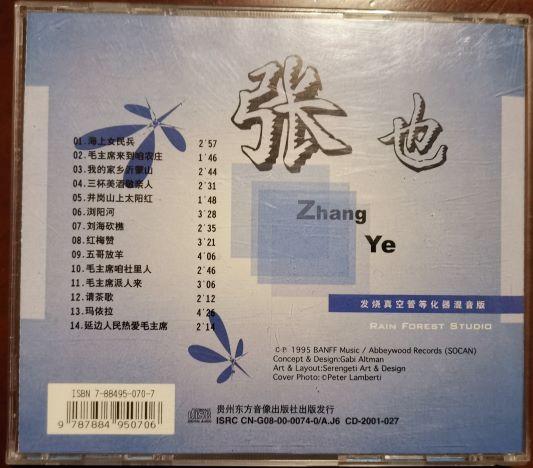 张也
Zhang
Ye
01. 海上女民兵 2'57
02. 毛主席来到咱农庄 1'46
03. 我的家乡沂蒙山 2'44
04. 三杯美酒敬亲人 2'31
05. 井岗山上太阳红 1'48
06. 浏阳河 3'28
07. 刘海砍樵 2'35
08. 红梅赞 3'21
09. 五哥放羊 4'06
10. 毛主席咱社里人 2'46
11. 毛主席派人来 3'06
12. 请茶歌 2'12
13. 玛依拉 4'26
14. 延边人民热爱毛主席 2'14
发烧真空管等化器混音版
RAIN FOREST STUDIO
©℗ 1995 BANFF Music / Abbeywood Records (SOCAN)
Concept & Design:Gabi Altman
Art & Layout:Serengeti Art & Design
Cover Photo: ©Peter Lamberti
ISBN 7-88495-070-7
9 787884 950706
贵州东方音像出版社出版发行
ISRC CN-G08-00-0074-0/A.J6 CD-2001-027